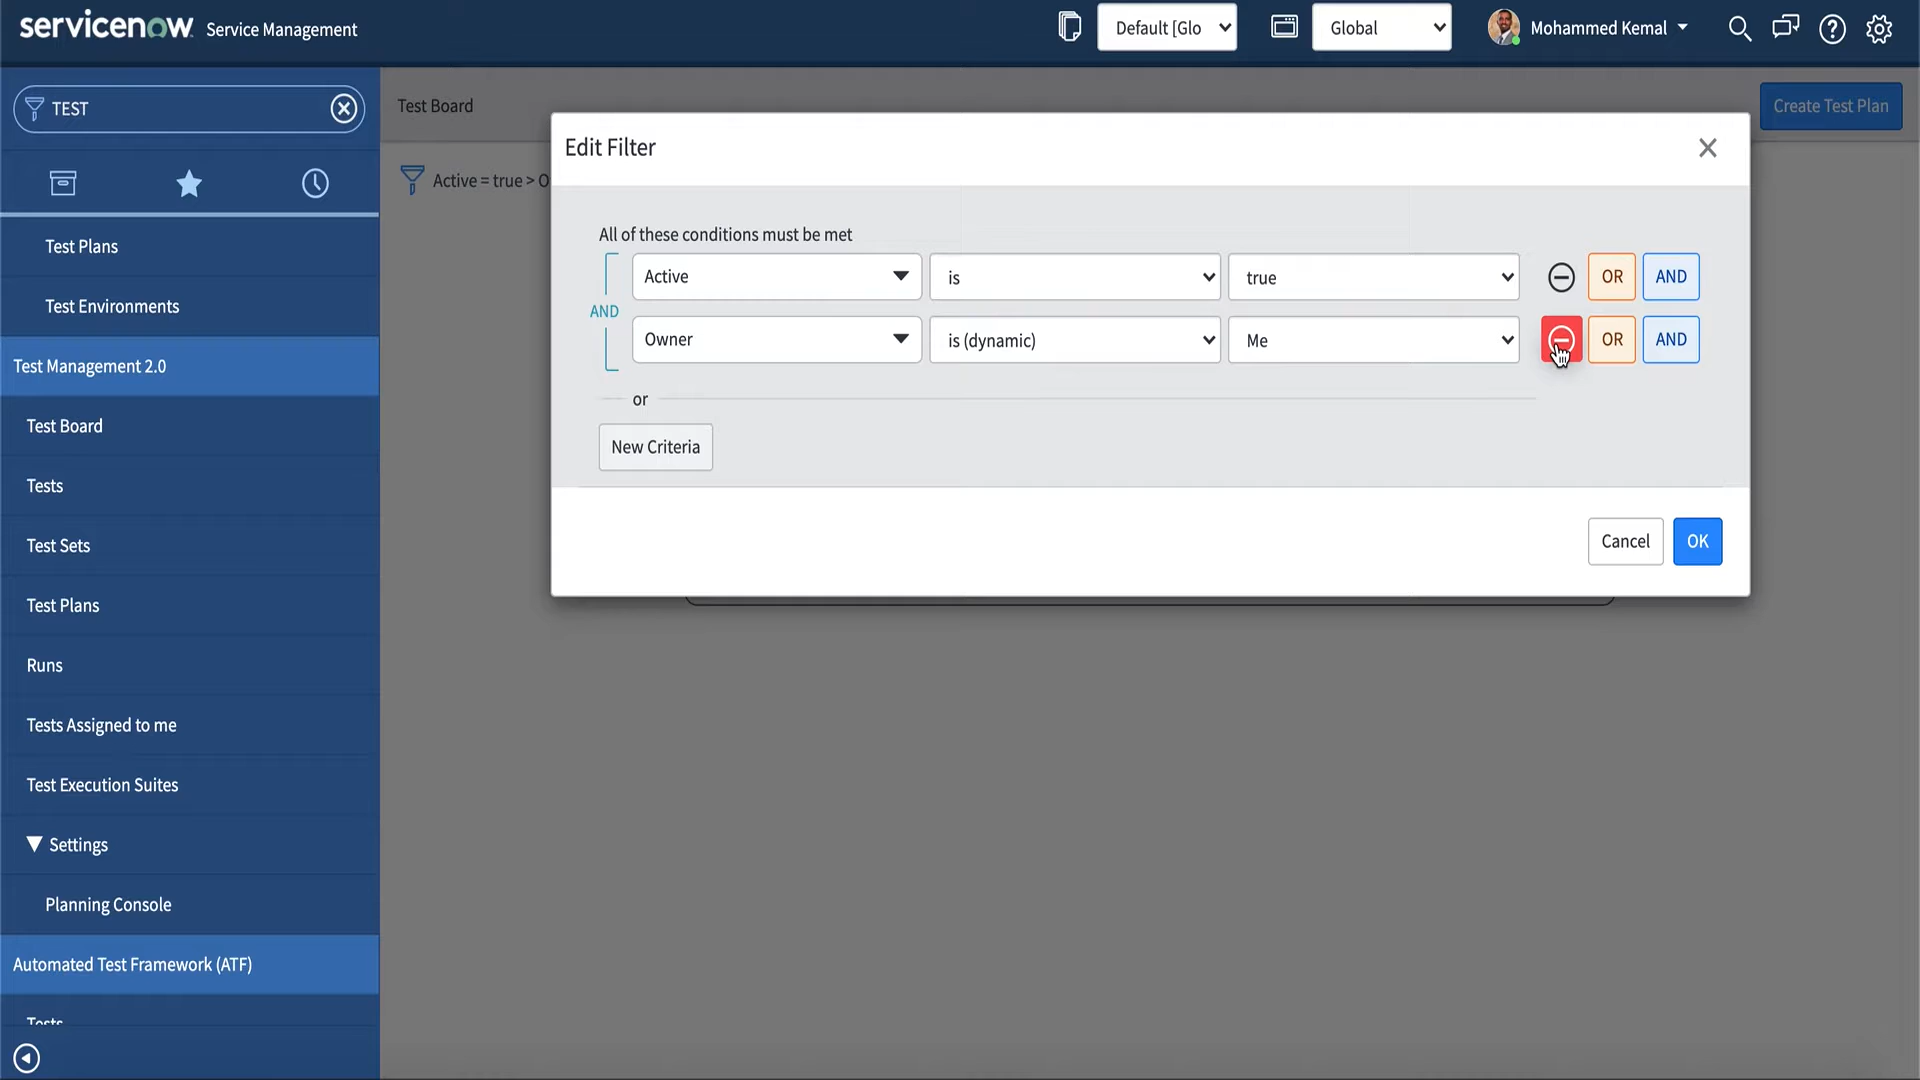 servicenow Service Management
Default [Glo
Global
Mohammed Kemal
TEST
Test Plans
Test Environments
Test Management 2.0
Test Board
Tests
Test Sets
Test Plans
Runs
Tests Assigned to me
Test Execution Suites
Settings
Planning Console
Automated Test Framework (ATF)
Tests
Test Board
Create Test Plan
Active = true > O
Edit Filter
All of these conditions must be met
Active is true OR AND
AND
Owner is (dynamic) Me OR AND
or
New Criteria
Cancel OK